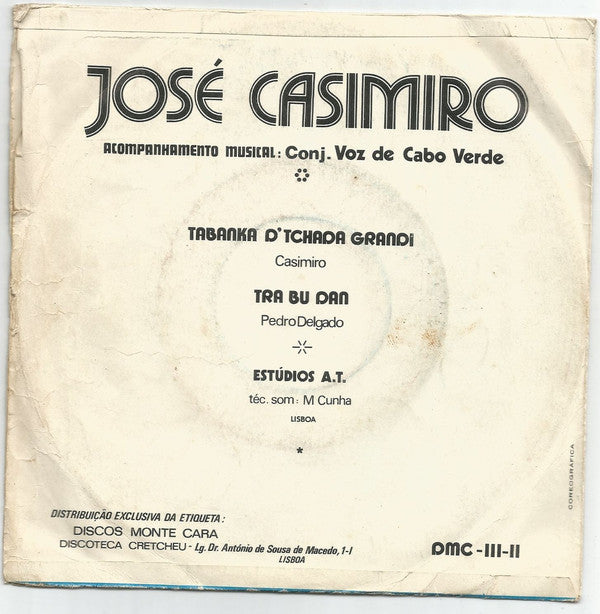 JOSÉ CASIMIRO
ACOMPANHAMENTO MUSICAL: Conj. Voz de Cabo Verde
TABANKA D'TCHADA GRANDI
Casimiro
TRA BU DAN
Pedro Delgado
ESTÚDIOS A.T.
téc. som: M Cunha
LISBOA
*
COREOGRÁFICA
DISTRIBUIÇÃO EXCLUSIVA DA ETIQUETA:
DISCOS MONTE CARA
DISCOTECA CRETCHEU - Lg. Dr. António de Sousa de Macedo, 1-I
LISBOA
DMC-III-II